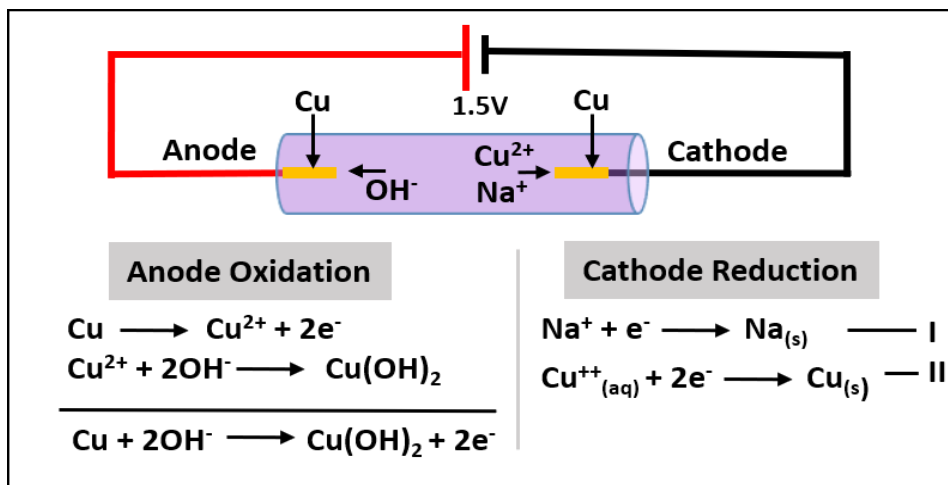 1.5V
Cu
Cu
Anode
Cathode
OH⁻
Cu²⁺
Na⁺
Anode Oxidation
Cu ⟶ Cu²⁺ + 2e⁻
Cu²⁺ + 2OH⁻ ⟶ Cu(OH)₂
Cu + 2OH⁻ ⟶ Cu(OH)₂ + 2e⁻
Cathode Reduction
Na⁺ + e⁻ ⟶ Na₍s₎ — I
Cu⁺⁺₍aq₎ + 2e⁻ ⟶ Cu₍s₎ — II